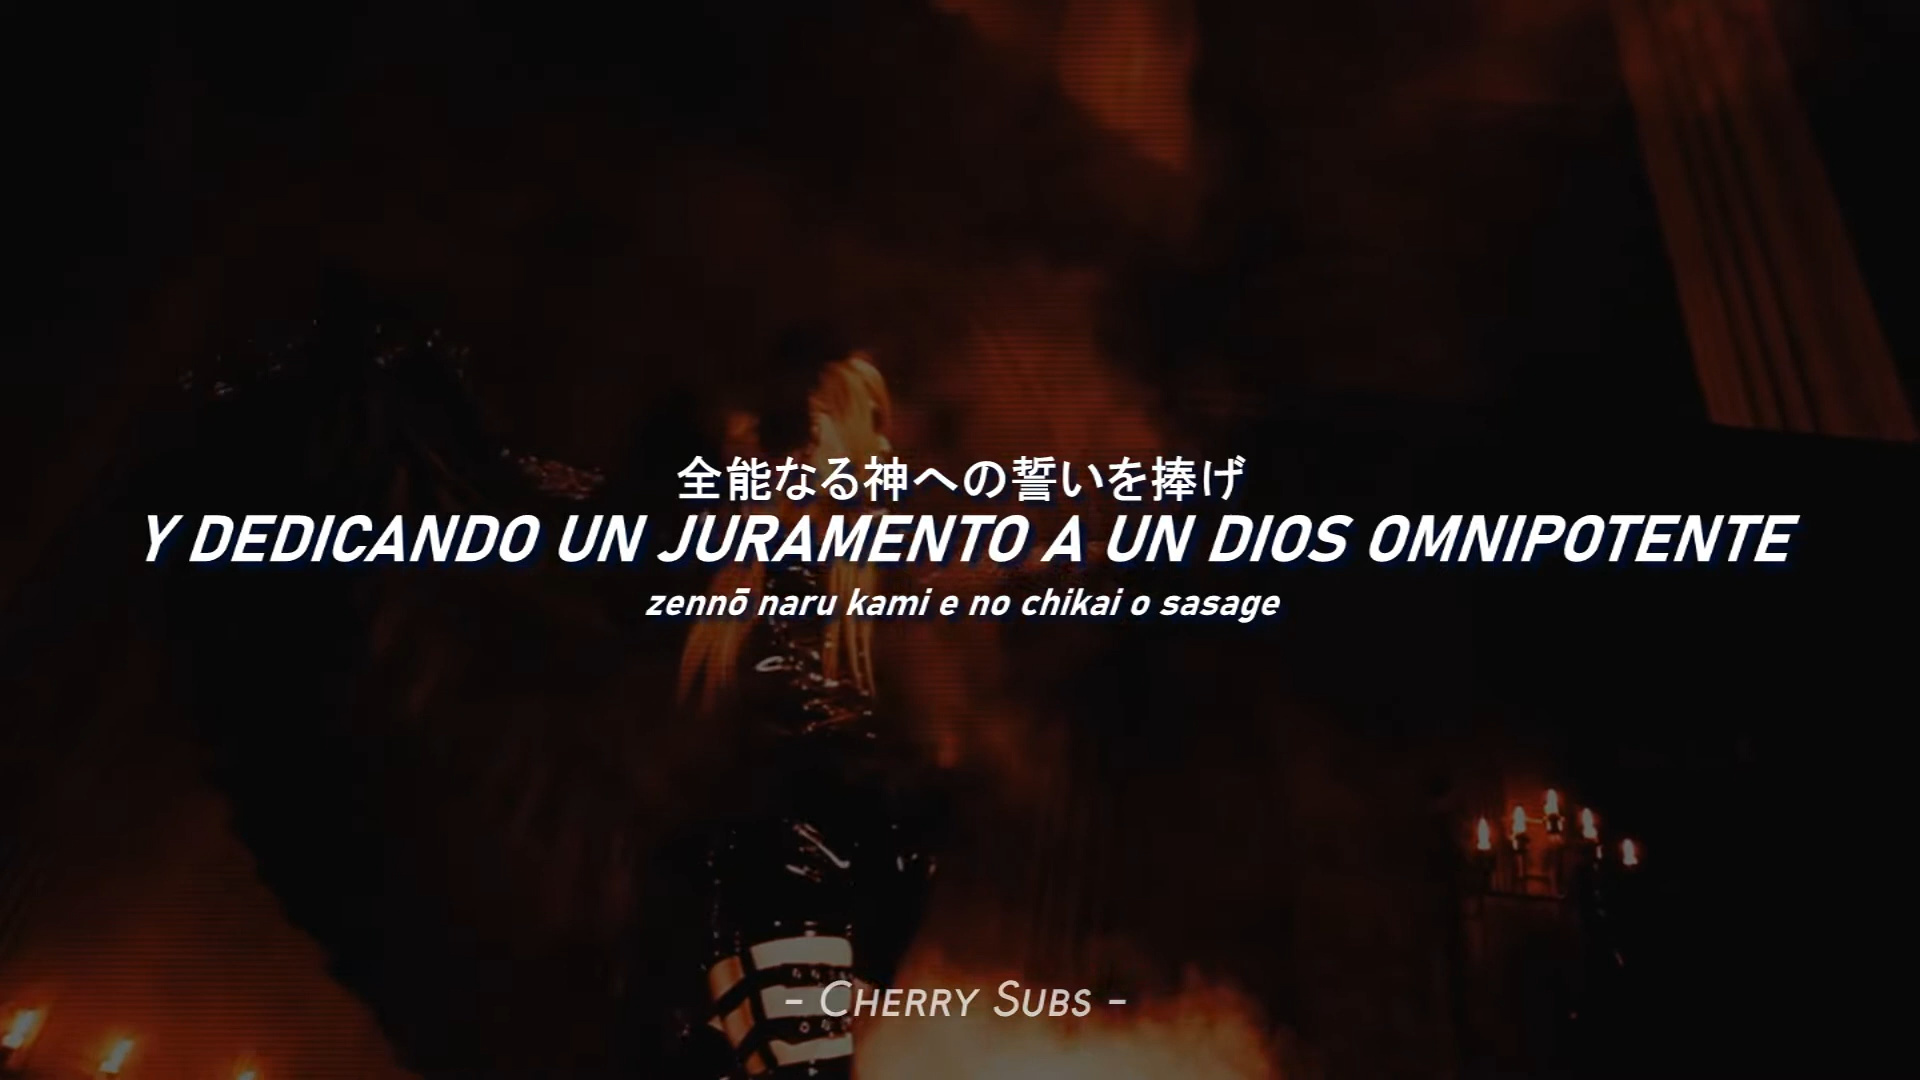 全能なる神への誓いを捧げ
Y DEDICANDO UN JURAMENTO A UN DIOS OMNIPOTENTE
zennō naru kami e no chikai o sasage
- CHERRY SUBS -